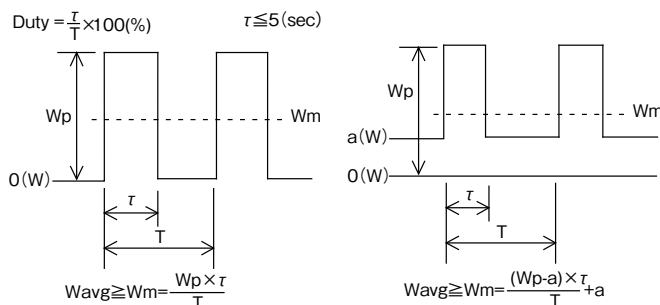 Duty = τ/T ×100(%)
τ≦5(sec)
Wp
Wm
0(W)
τ
T
Wavg≧Wm= Wp×τ/T
Wp
Wm
a(W)
0(W)
τ
T
Wavg≧Wm= (Wp-a)×τ/T +a